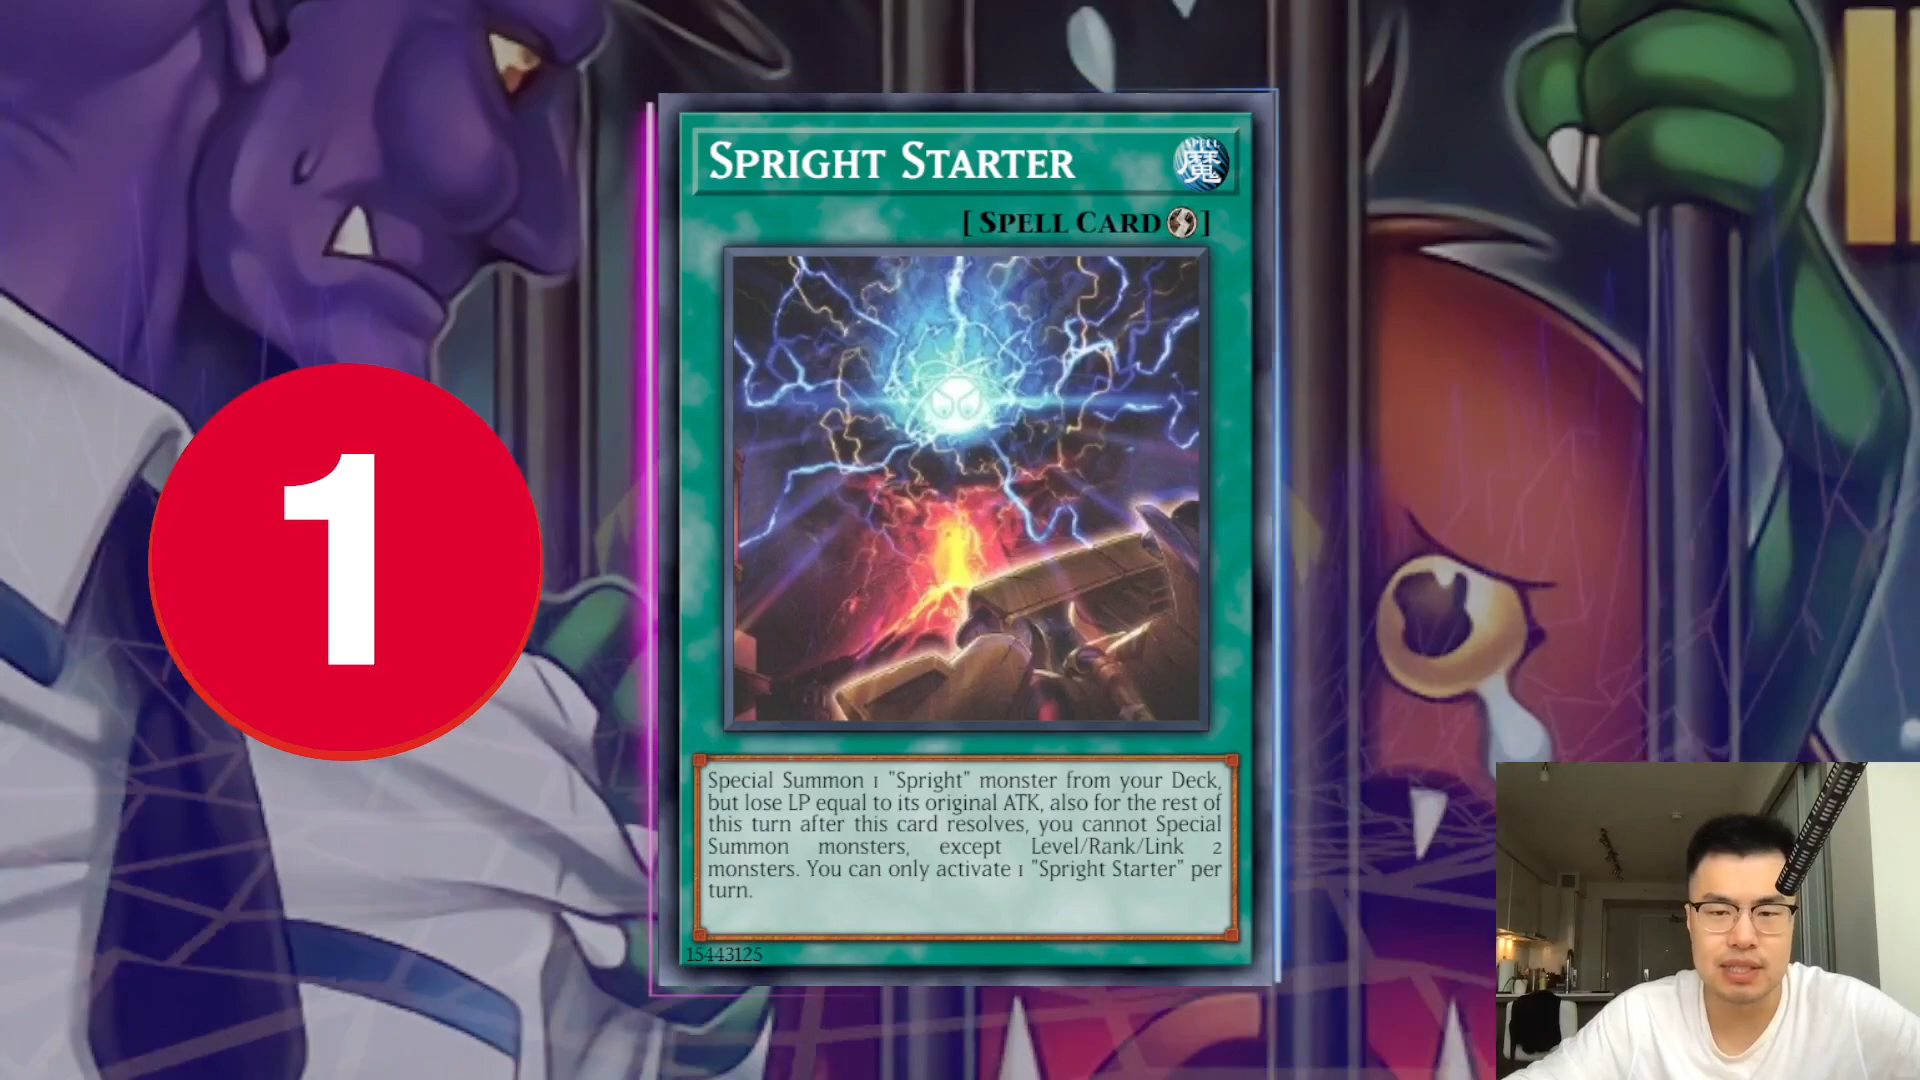 SPRIGHT STARTER
SPELL
魔
[SPELL CARD]
1
Special Summon 1 "Spright" monster from your Deck,
but lose LP equal to its original ATK, also for the rest of
this turn after this card resolves, you cannot Special
Summon monsters, except Level/Rank/Link 2
monsters. You can only activate 1 "Spright Starter" per
turn.
15443125